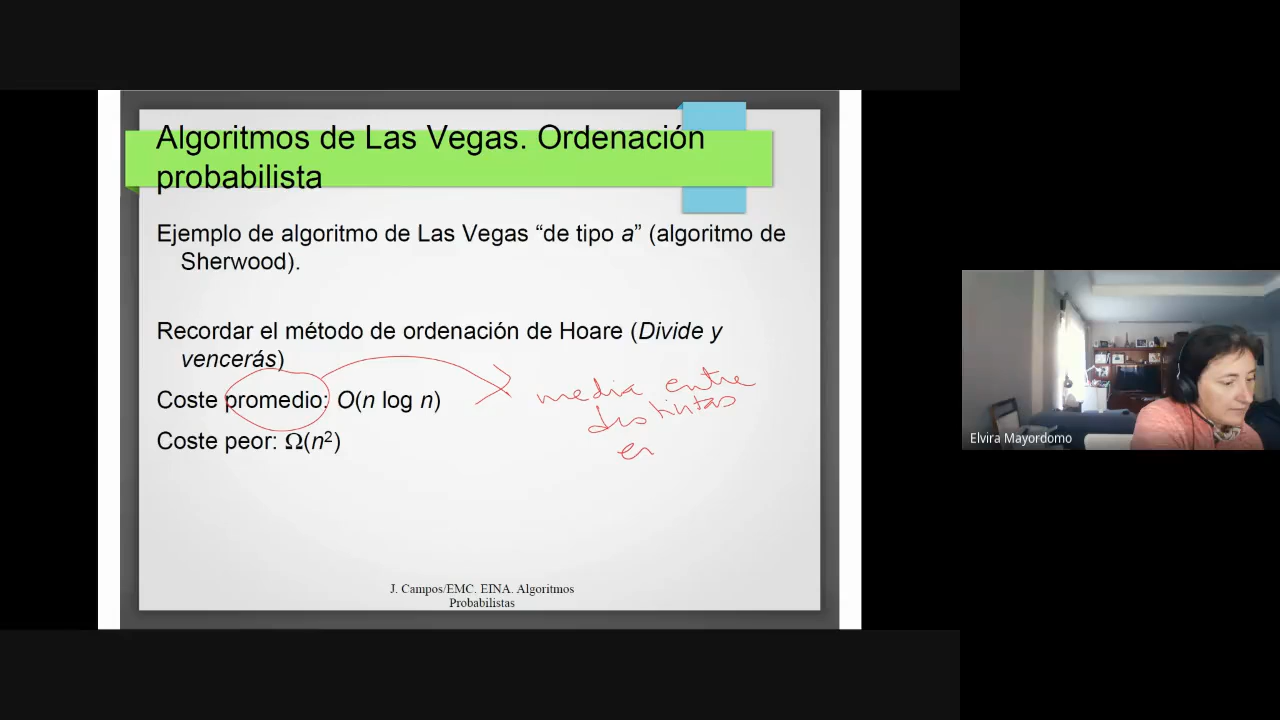 Algoritmos de Las Vegas. Ordenación
probabilista
Ejemplo de algoritmo de Las Vegas “de tipo a” (algoritmo de
Sherwood).
Recordar el método de ordenación de Hoare (Divide y
vencerás)
Coste promedio: O(n log n)
media entre
distintas
en
Coste peor: Ω(n²)
J. Campos/EMC. EINA. Algoritmos
Probabilistas
Elvira Mayordomo